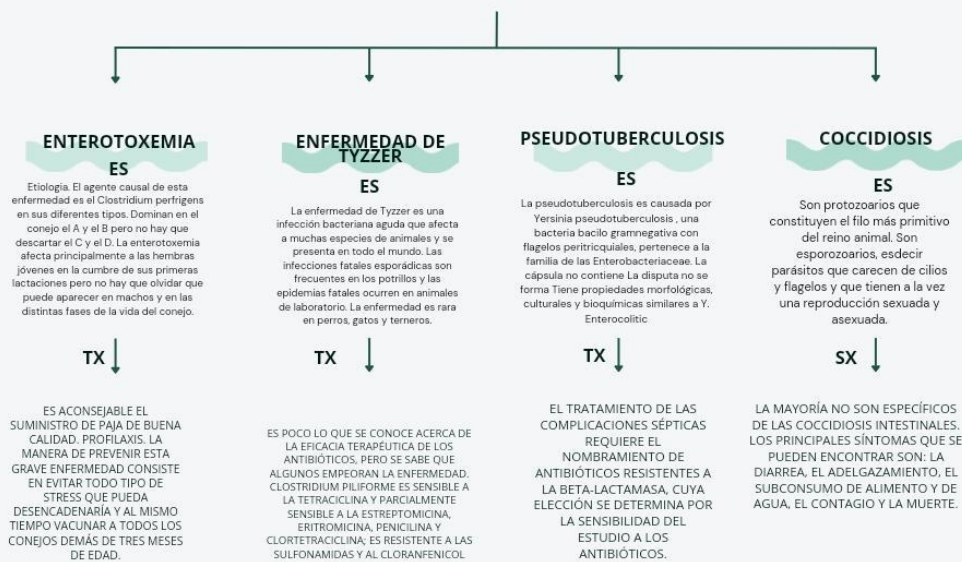 ENTEROTOXEMIA
ES
Etiologia. El agente causal de esta
enfermedad es el Clostridium perfrigens
en sus diferentes tipos. Dominan en el
conejo el A y el B pero no hay que
descartar el C y el D. La enterotoxemia
afecta principalmente a las hembras
jóvenes en la cumbre de sus primeras
lactaciones pero no hay que olvidar que
puede aparecer en machos y en las
distintas fases de la vida del conejo.
TX
ES ACONSEJABLE EL
SUMINISTRO DE PAJA DE BUENA
CALIDAD. PROFILAXIS. LA
MANERA DE PREVENIR ESTA
GRAVE ENFERMEDAD CONSISTE
EN EVITAR TODO TIPO DE
STRESS QUE PUEDA
DESENCADENARÍA Y AL MISMO
TIEMPO VACUNAR A TODOS LOS
CONEJOS DEMÁS DE TRES MESES
DE EDAD.
ENFERMEDAD DE
TYZZER
ES
La enfermedad de Tyzzer es una
infección bacteriana aguda que afecta
a muchas especies de animales y se
presenta en todo el mundo. Las
infecciones fatales esporádicas son
frecuentes en los potrillos y las
epidemias fatales ocurren en animales
de laboratorio. La enfermedad es rara
en perros, gatos y terneros.
TX
ES POCO LO QUE SE CONOCE ACERCA DE
LA EFICACIA TERAPÉUTICA DE LOS
ANTIBIÓTICOS, PERO SE SABE QUE
ALGUNOS EMPEORAN LA ENFERMEDAD.
CLOSTRIDIUM PILIFORME ES SENSIBLE A
LA TETRACICLINA Y PARCIALMENTE
SENSIBLE A LA ESTREPTOMICINA,
ERITROMICINA, PENICILINA Y
CLORTETRACICLINA; ES RESISTENTE A LAS
SULFONAMIDAS Y AL CLORANFENICOL
PSEUDOTUBERCULOSIS
ES
La pseudotuberculosis es causada por
Yersinia pseudotuberculosis , una
bacteria bacilo gramnegativa con
flagelos peritricquiales, pertenece a la
familia de las Enterobacteriaceae. La
cápsula no contiene La disputa no se
forma Tiene propiedades morfológicas,
culturales y bioquímicas similares a Y.
Enterocolitic
TX
EL TRATAMIENTO DE LAS
COMPLICACIONES SÉPTICAS
REQUIERE EL
NOMBRAMIENTO DE
ANTIBIÓTICOS RESISTENTES A
LA BETA-LACTAMASA, CUYA
ELECCIÓN SE DETERMINA POR
LA SENSIBILIDAD DEL
ESTUDIO A LOS
ANTIBIÓTICOS.
COCCIDIOSIS
ES
Son protozoarios que
constituyen el filo más primitivo
del reino animal. Son
esporozoarios, esdecir
parásitos que carecen de cilios
y flagelos y que tienen a la vez
una reproducción sexuada y
asexuada.
SX
LA MAYORÍA NO SON ESPECÍFICOS
DE LAS COCCIDIOSIS INTESTINALES.
LOS PRINCIPALES SÍNTOMAS QUE SE
PUEDEN ENCONTRAR SON: LA
DIARREA, EL ADELGAZAMIENTO, EL
SUBCONSUMO DE ALIMENTO Y DE
AGUA, EL CONTAGIO Y LA MUERTE.